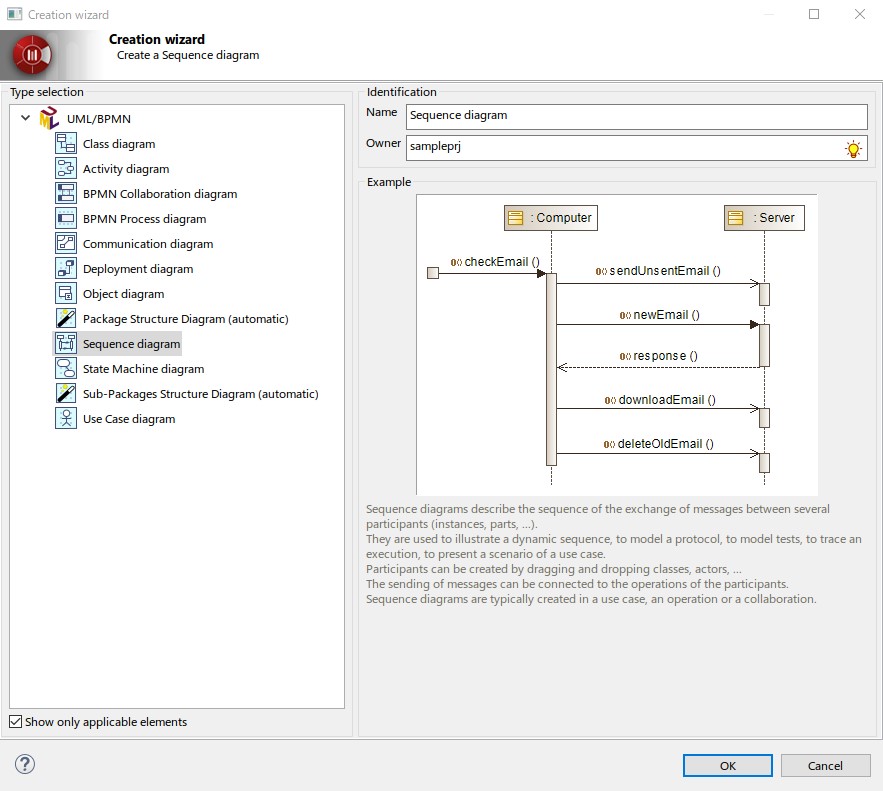 Creation wizard
Creation wizard
Create a Sequence diagram
Type selection
UML/BPMN
Class diagram
Activity diagram
BPMN Collaboration diagram
BPMN Process diagram
Communication diagram
Deployment diagram
Object diagram
Package Structure Diagram (automatic)
Sequence diagram
State Machine diagram
Sub-Packages Structure Diagram (automatic)
Use Case diagram
Show only applicable elements
Identification
Name Sequence diagram
Owner sampleprj
Example
: Computer
: Server
checkEmail ()
sendUnsentEmail ()
newEmail ()
response ()
downloadEmail ()
deleteOldEmail ()
Sequence diagrams describe the sequence of the exchange of messages between several
participants (instances, parts, ...).
They are used to illustrate a dynamic sequence, to model a protocol, to model tests, to trace an
execution, to present a scenario of a use case.
Participants can be created by dragging and dropping classes, actors, ...
The sending of messages can be connected to the operations of the participants.
Sequence diagrams are typically created in a use case, an operation or a collaboration.
?
OK
Cancel